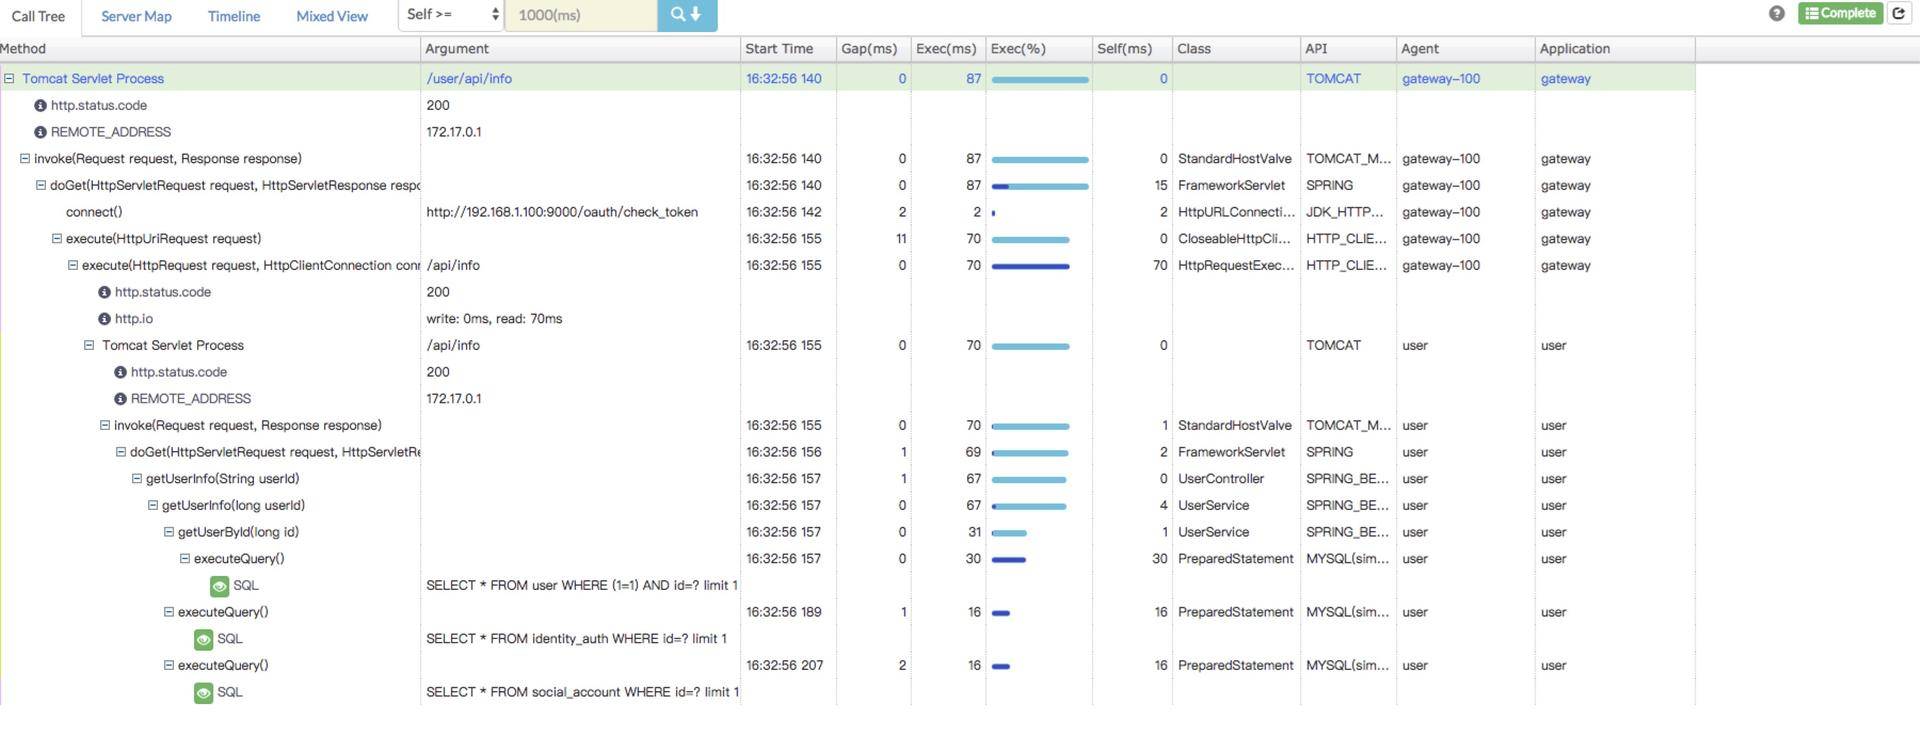 Call Tree Server Map Timeline Mixed View Self >= 1000(ms) Complete
Method Argument Start Time Gap(ms) Exec(ms) Exec(%) Self(ms) Class API Agent Application
Tomcat Servlet Process /user/api/info 16:32:56 140 0 87 0 TOMCAT gateway-100 gateway
http.status.code 200
REMOTE_ADDRESS 172.17.0.1
invoke(Request request, Response response) 16:32:56 140 0 87 0 StandardHostValve TOMCAT_M... gateway-100 gateway
doGet(HttpServletRequest request, HttpServletResponse respo 16:32:56 140 0 87 15 FrameworkServlet SPRING gateway-100 gateway
connect() http://192.168.1.100:9000/oauth/check_token 16:32:56 142 2 2 2 HttpURLConnecti... JDK_HTTP... gateway-100 gateway
execute(HttpUriRequest request) 16:32:56 155 11 70 0 CloseableHttpCli... HTTP_CLIE... gateway-100 gateway
execute(HttpRequest request, HttpClientConnection conn /api/info 16:32:56 155 0 70 70 HttpRequestExec... HTTP_CLIE... gateway-100 gateway
http.status.code 200
http.io write: 0ms, read: 70ms
Tomcat Servlet Process /api/info 16:32:56 155 0 70 0 TOMCAT user user
http.status.code 200
REMOTE_ADDRESS 172.17.0.1
invoke(Request request, Response response) 16:32:56 155 0 70 1 StandardHostValve TOMCAT_M... user user
doGet(HttpServletRequest request, HttpServletRe 16:32:56 156 1 69 2 FrameworkServlet SPRING user user
getUserInfo(String userId) 16:32:56 157 1 67 0 UserController SPRING_BE... user user
getUserInfo(long userId) 16:32:56 157 0 67 4 UserService SPRING_BE... user user
getUserById(long id) 16:32:56 157 0 31 1 UserService SPRING_BE... user user
executeQuery() 16:32:56 157 0 30 30 PreparedStatement MYSQL(sim... user user
SQL SELECT * FROM user WHERE (1=1) AND id=? limit 1
executeQuery() 16:32:56 189 1 16 16 PreparedStatement MYSQL(sim... user user
SQL SELECT * FROM identity_auth WHERE id=? limit 1
executeQuery() 16:32:56 207 2 16 16 PreparedStatement MYSQL(sim... user user
SQL SELECT * FROM social_account WHERE id=? limit 1